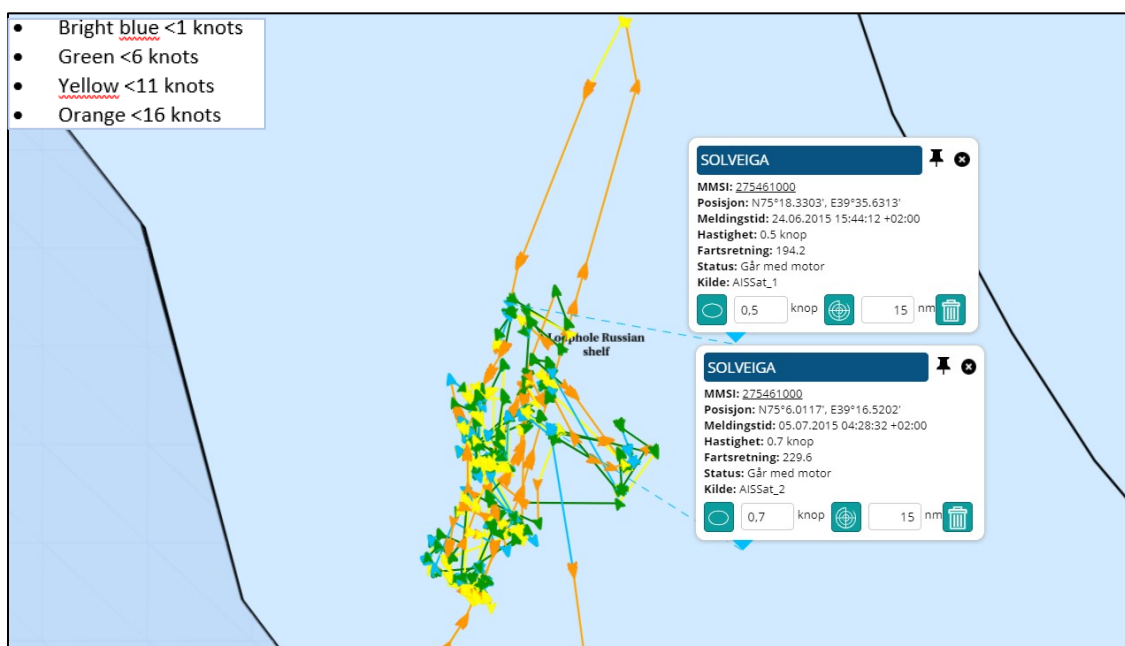 Bright blue <1 knots
Green <6 knots
Yellow <11 knots
Orange <16 knots
SOLVEIGA
MMSI: 275461000
Posisjon: N75°18.3303', E39°35.6313'
Meldingstid: 24.06.2015 15:44:12 +02:00
Hastighet: 0.5 knop
Fartsretning: 194.2
Status: Går med motor
Kilde: AISSat_1
0,5 knop 15 nm
Loophole Russian
shelf
SOLVEIGA
MMSI: 275461000
Posisjon: N75°6.0117', E39°16.5202'
Meldingstid: 05.07.2015 04:28:32 +02:00
Hastighet: 0.7 knop
Fartsretning: 229.6
Status: Går med motor
Kilde: AISSat_2
0,7 knop 15 nm